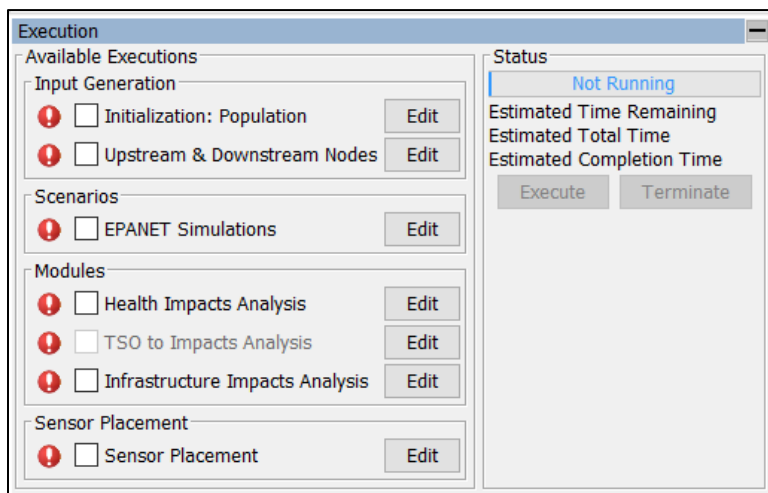 Execution
Available Executions
Input Generation
Initialization: Population Edit
Upstream & Downstream Nodes Edit
Scenarios
EPANET Simulations Edit
Modules
Health Impacts Analysis Edit
TSO to Impacts Analysis Edit
Infrastructure Impacts Analysis Edit
Sensor Placement
Sensor Placement Edit
Status
Not Running
Estimated Time Remaining
Estimated Total Time
Estimated Completion Time
Execute Terminate